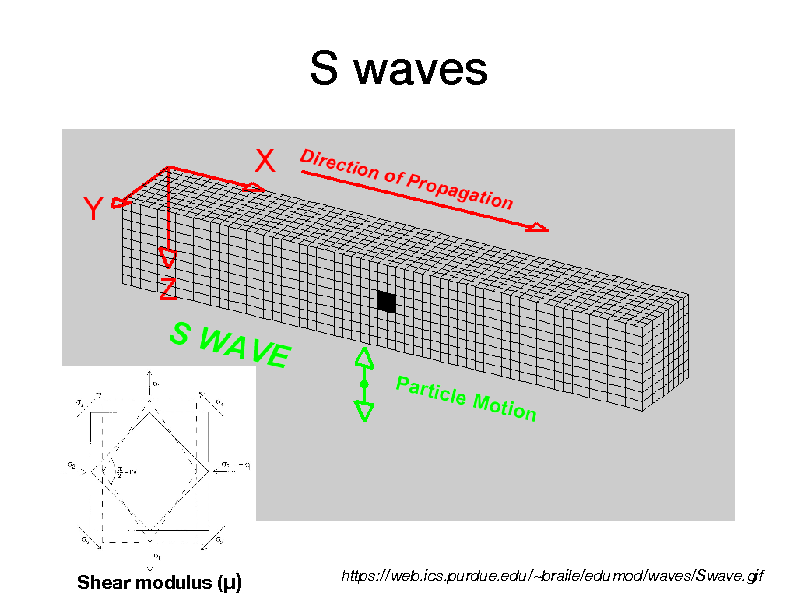 S waves
X
Direction of Propagation
Y
Z
S WAVE
Particle Motion
Shear modulus (μ)
https://web.ics.purdue.edu/~braile/edumod/waves/Swave.gif